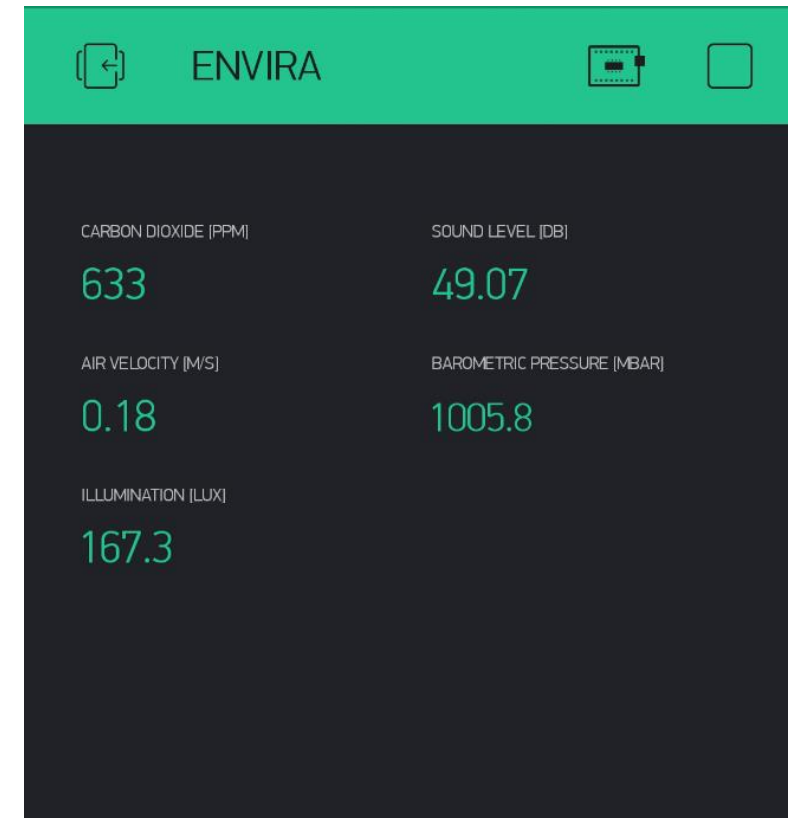 ENVIRA
CARBON DIOXIDE [PPM]
633
SOUND LEVEL [DB]
49.07
AIR VELOCITY [M/S]
0.18
BAROMETRIC PRESSURE [MBAR]
1005.8
ILLUMINATION [LUX]
167.3